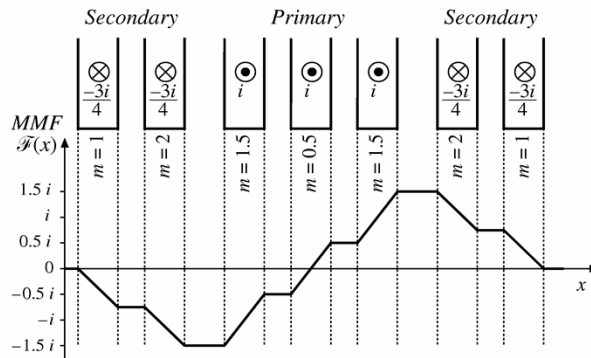 Secondary Primary Secondary
-3i/4 -3i/4 i i i -3i/4 -3i/4
MMF
ℱ(x)
m = 1 m = 2 m = 1.5 m = 0.5 m = 1.5 m = 2 m = 1
1.5 i
i
0.5 i
0
x
−0.5 i
−i
−1.5 i